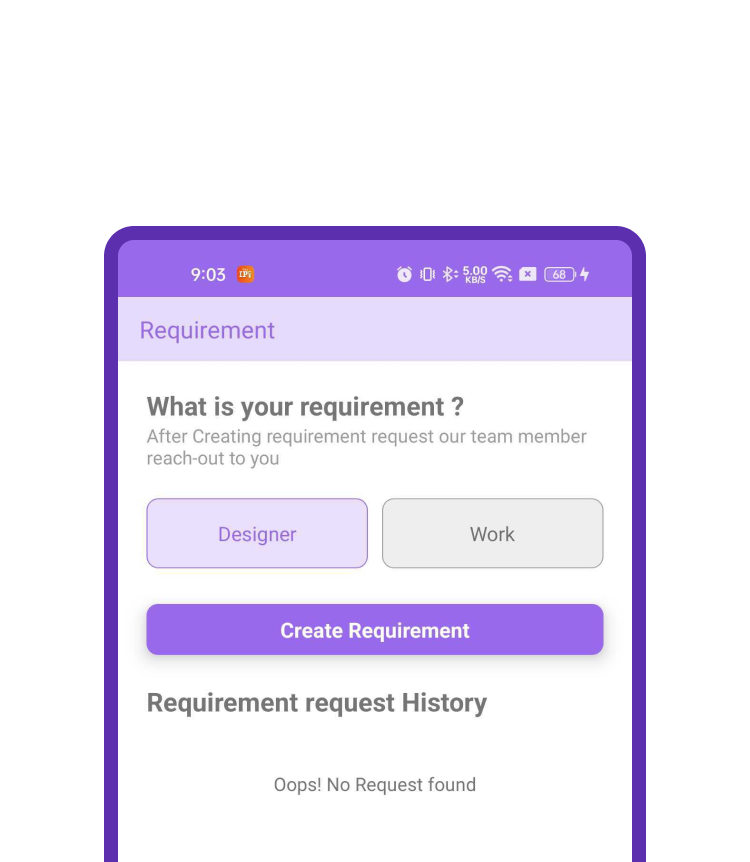 9:03
5.00
KB/S
68
Requirement
What is your requirement ?
After Creating requirement request our team member
reach-out to you
Designer
Work
Create Requirement
Requirement request History
Oops! No Request found